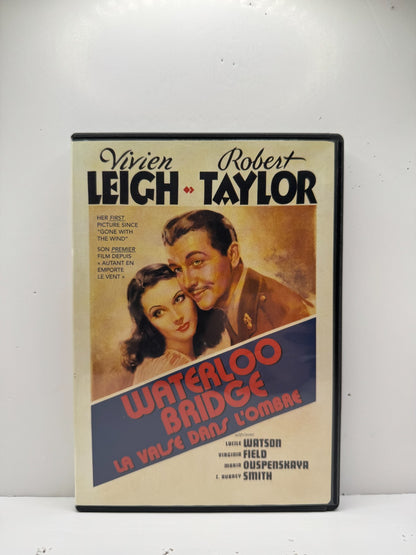 Vivien Robert
LEIGH TAYLOR
HER FIRST
PICTURE SINCE
"GONE WITH
THE WIND"
SON PREMIER
FILM DEPUIS
« AUTANT EN
EMPORTE
LE VENT »
WATERLOO
BRIDGE
LA VALSE DANS L'OMBRE
LUCILE WATSON
VIRGINIA FIELD
MARIA OUSPENSKAYA
C. AUBREY SMITH